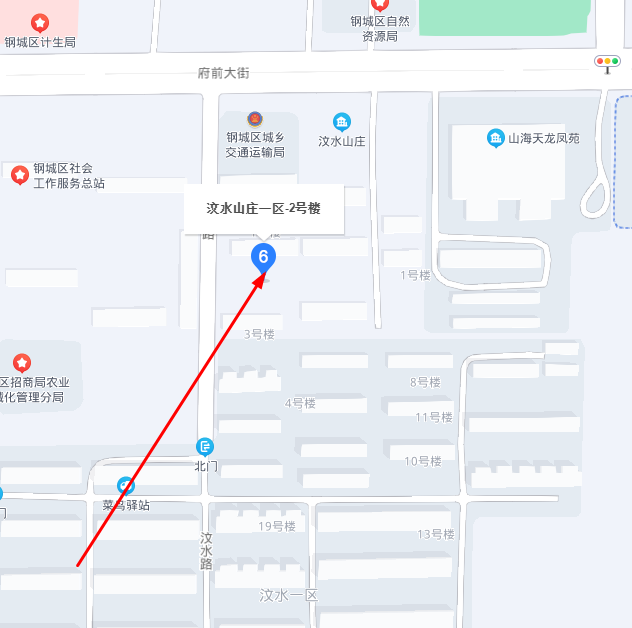 钢城区计生局
钢城区自然
资源局
府前大街
钢城区城乡
交通运输局
汶水山庄
山海天龙凤苑
钢城区社会
工作服务总站
汶水山庄一区-2号楼
路
6
1号楼
3号楼
区招商局农业
械化管理分局
8号楼
4号楼
11号楼
北门
10号楼
菜鸟驿站
门
19号楼
13号楼
汶水路
汶水一区